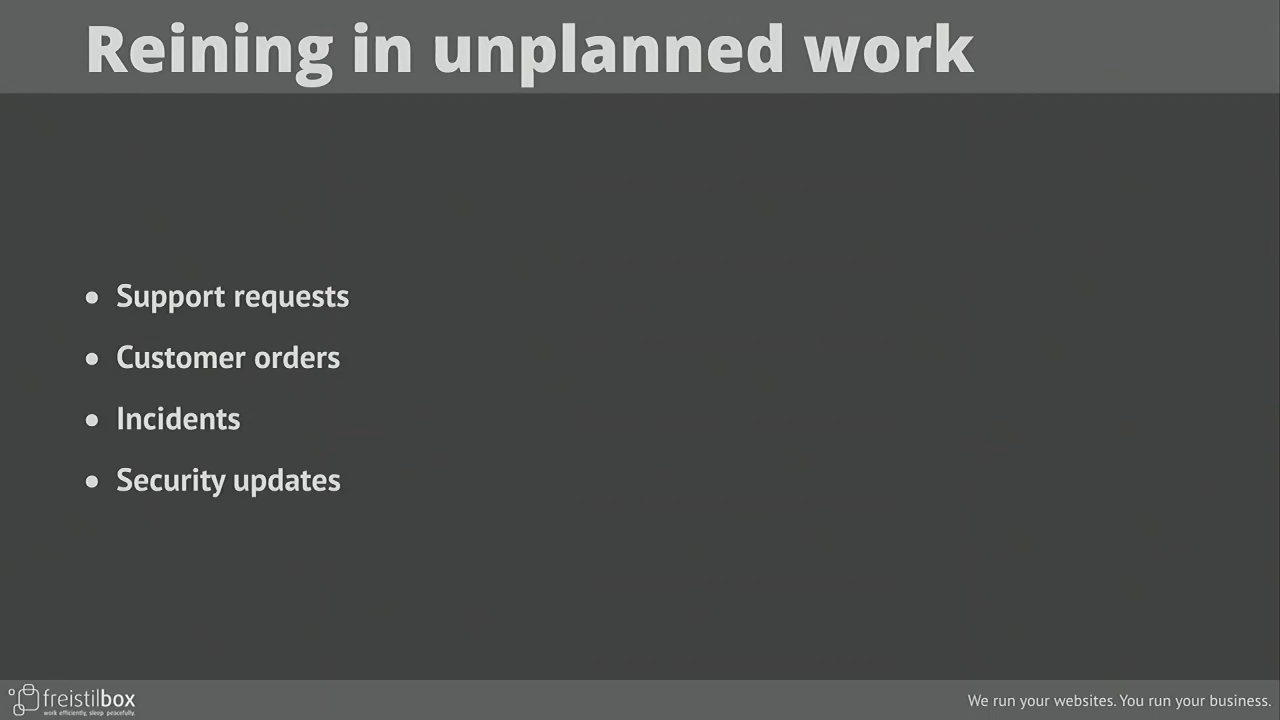 Reining in unplanned work
• Support requests
• Customer orders
• Incidents
• Security updates
freistilbox
work efficiently, sleep peacefully.
We run your websites. You run your business.